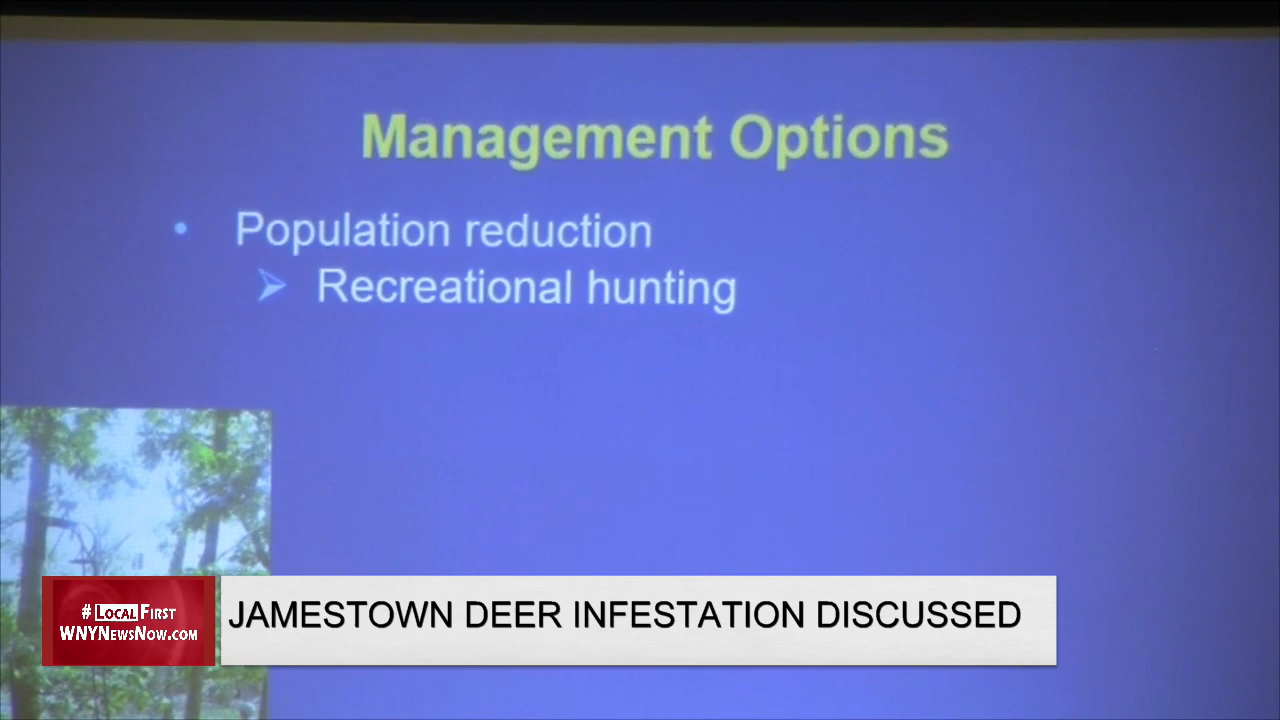 Management Options
• Population reduction
➢ Recreational hunting
#LOCALFIRST
WNYNEWSNOW.COM
JAMESTOWN DEER INFESTATION DISCUSSED